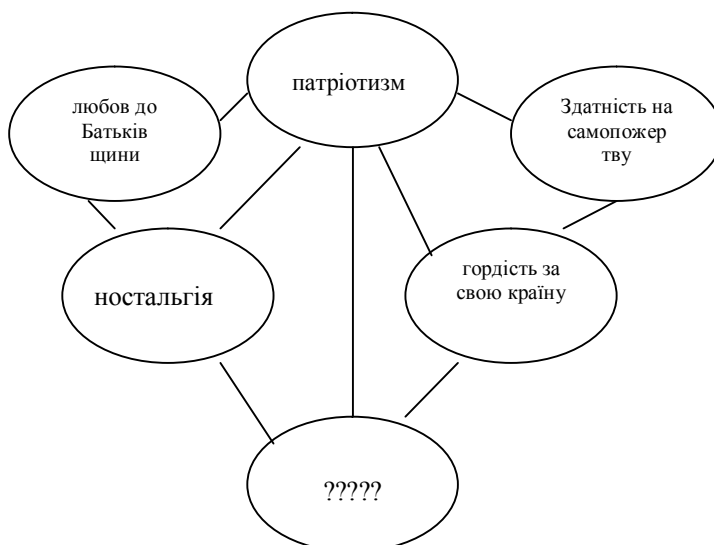 патріотизм
любов до
Батьків
щини
Здатність на
самопожер
тву
ностальгія
гордість за
свою країну
?????